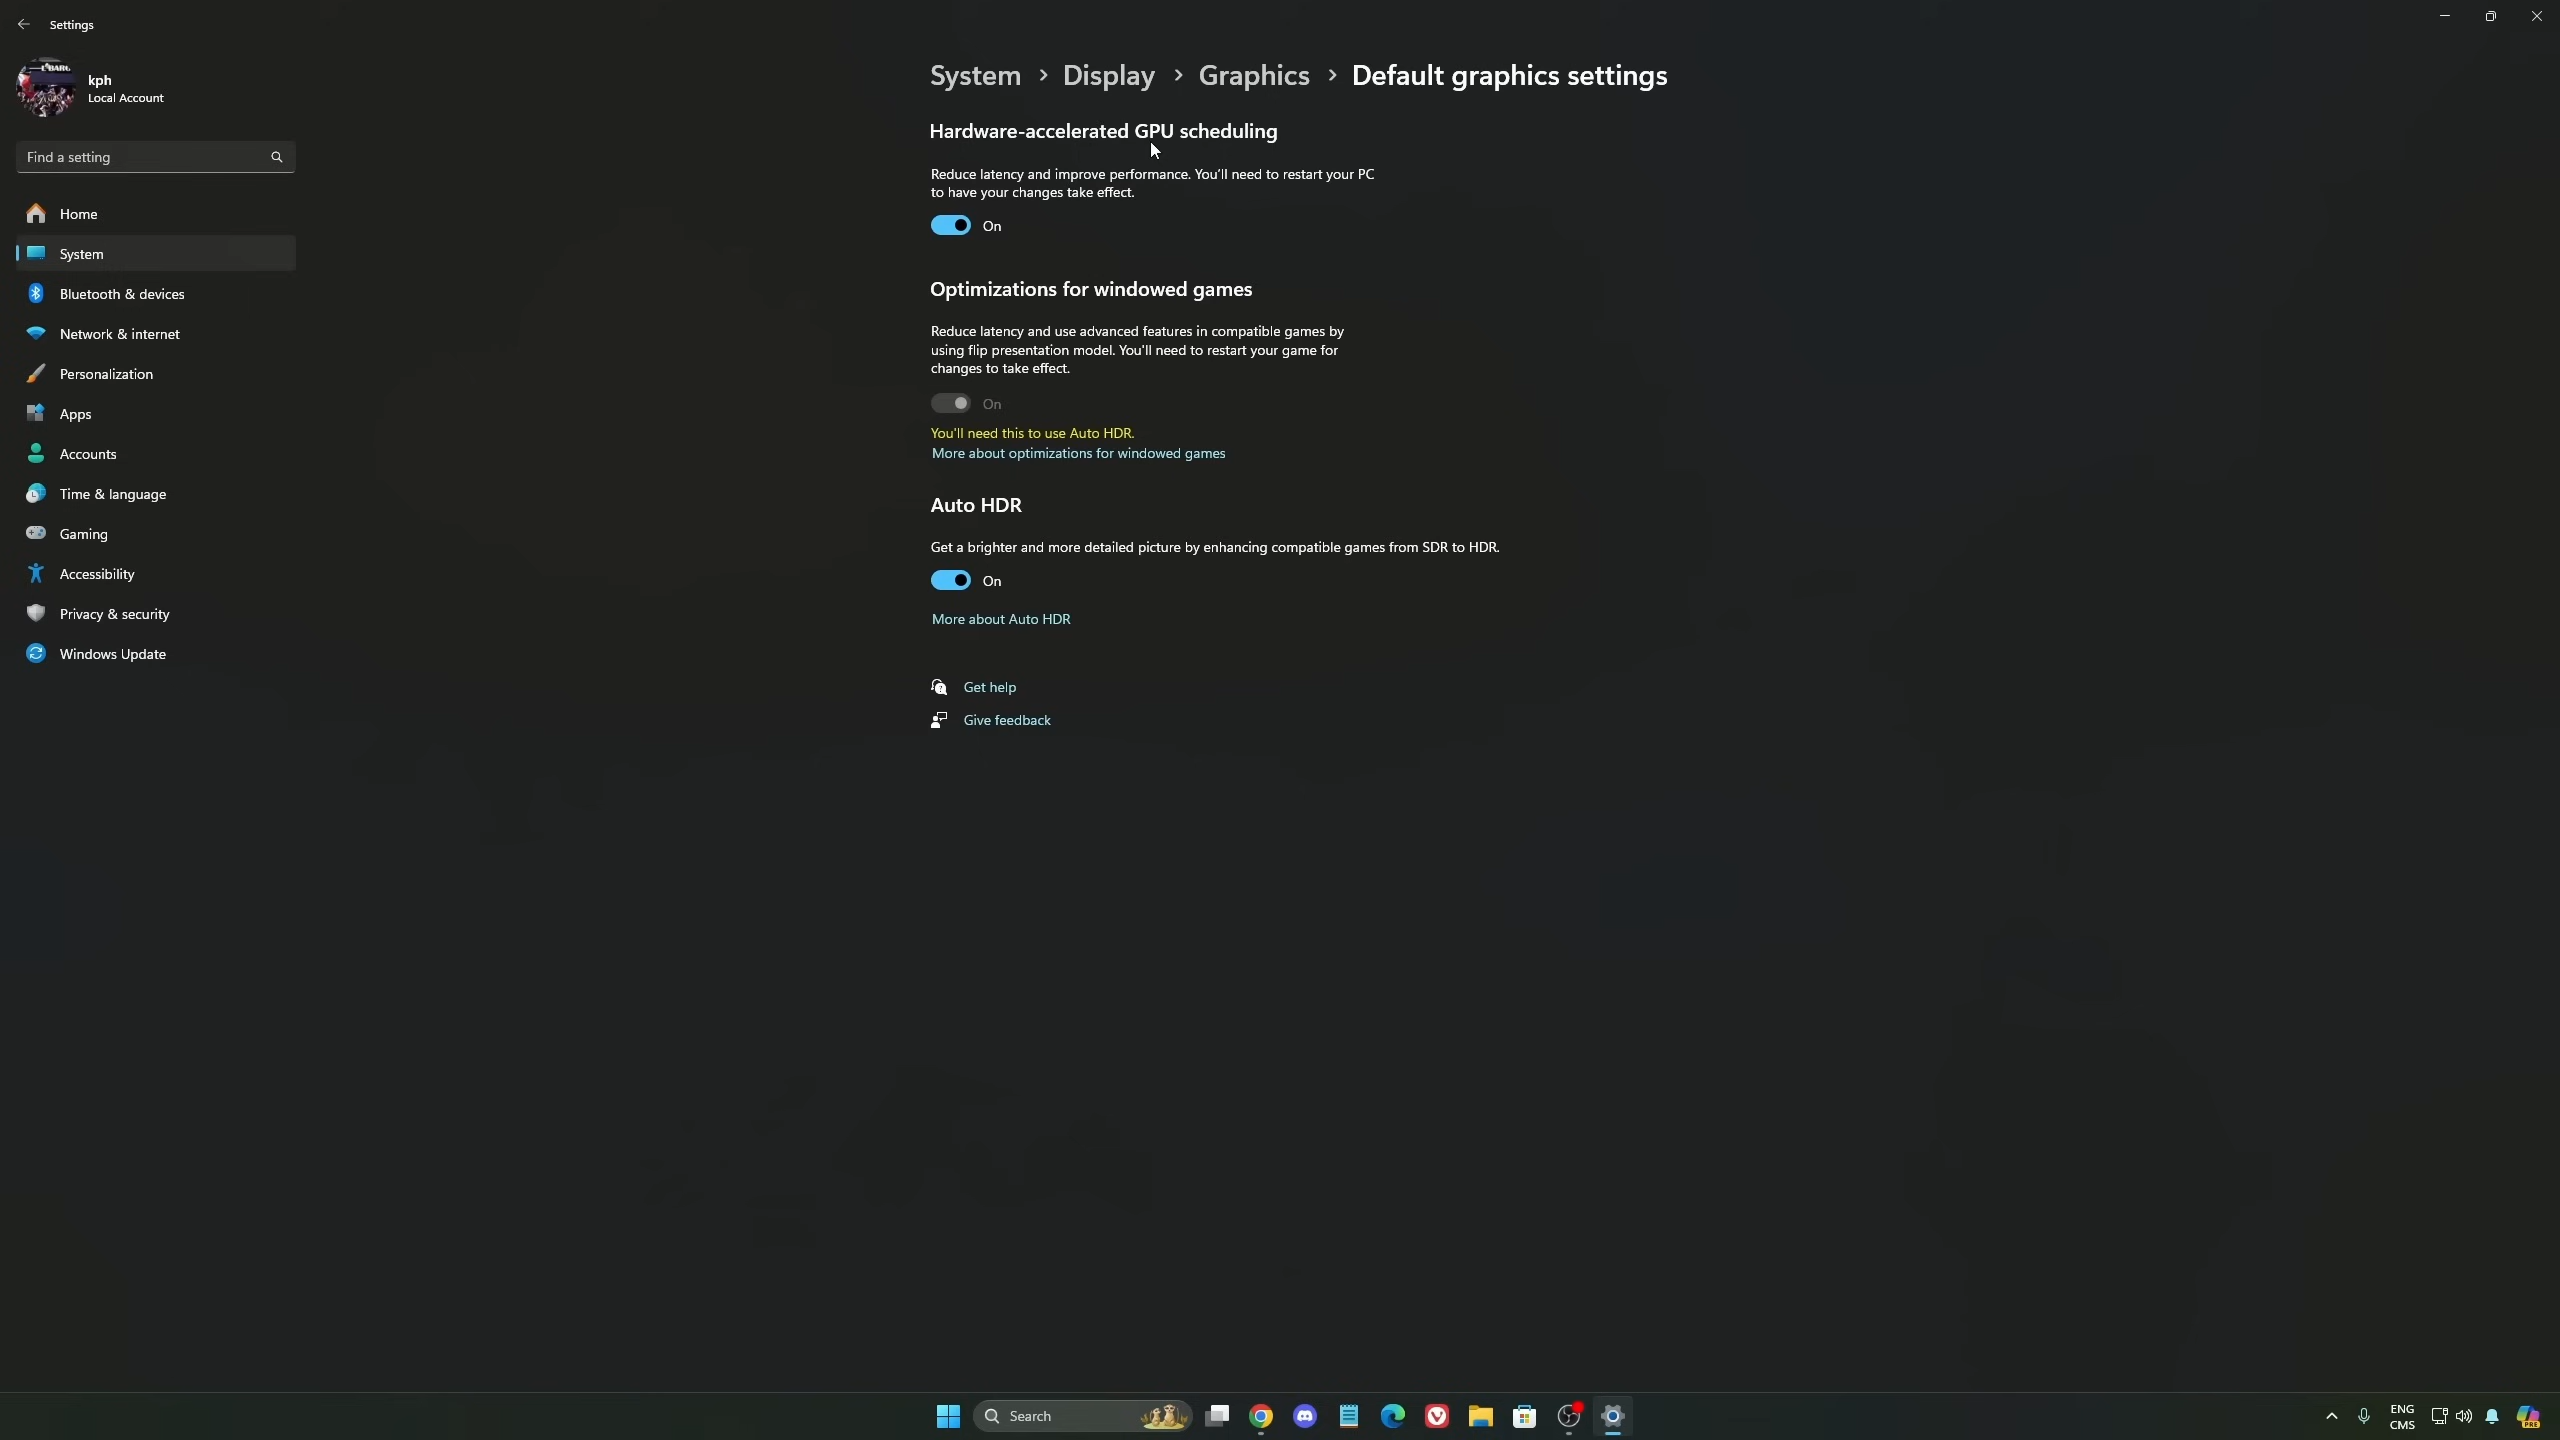 Settings
kph
Local Account
Find a setting
Home
System
Bluetooth & devices
Network & internet
Personalization
Apps
Accounts
Time & language
Gaming
Accessibility
Privacy & security
Windows Update
System > Display > Graphics > Default graphics settings
Hardware-accelerated GPU scheduling
Reduce latency and improve performance. You'll need to restart your PC
to have your changes take effect.
On
Optimizations for windowed games
Reduce latency and use advanced features in compatible games by
using flip presentation model. You'll need to restart your game for
changes to take effect.
On
You'll need this to use Auto HDR.
More about optimizations for windowed games
Auto HDR
Get a brighter and more detailed picture by enhancing compatible games from SDR to HDR.
On
More about Auto HDR
Get help
Give feedback
Search
ENG
CMS
PRE